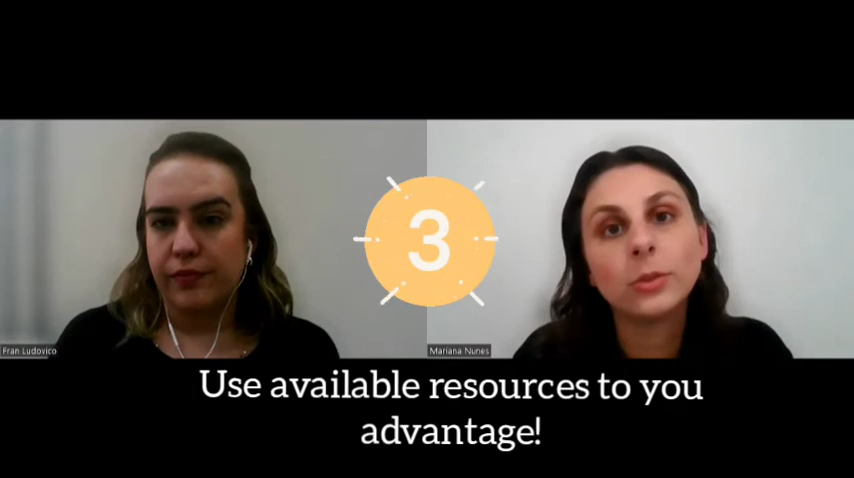 3
Fran Ludovico
Mariana Nunes
Use available resources to you
advantage!